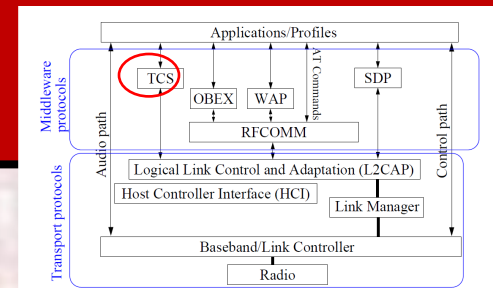 Applications/Profiles
Middleware
protocols
TCS
OBEX
WAP
AT Commands
SDP
RFCOMM
Audio path
Control path
Transport protocols
Logical Link Control and Adaptation (L2CAP)
Host Controller Interface (HCI)
Link Manager
Baseband/Link Controller
Radio